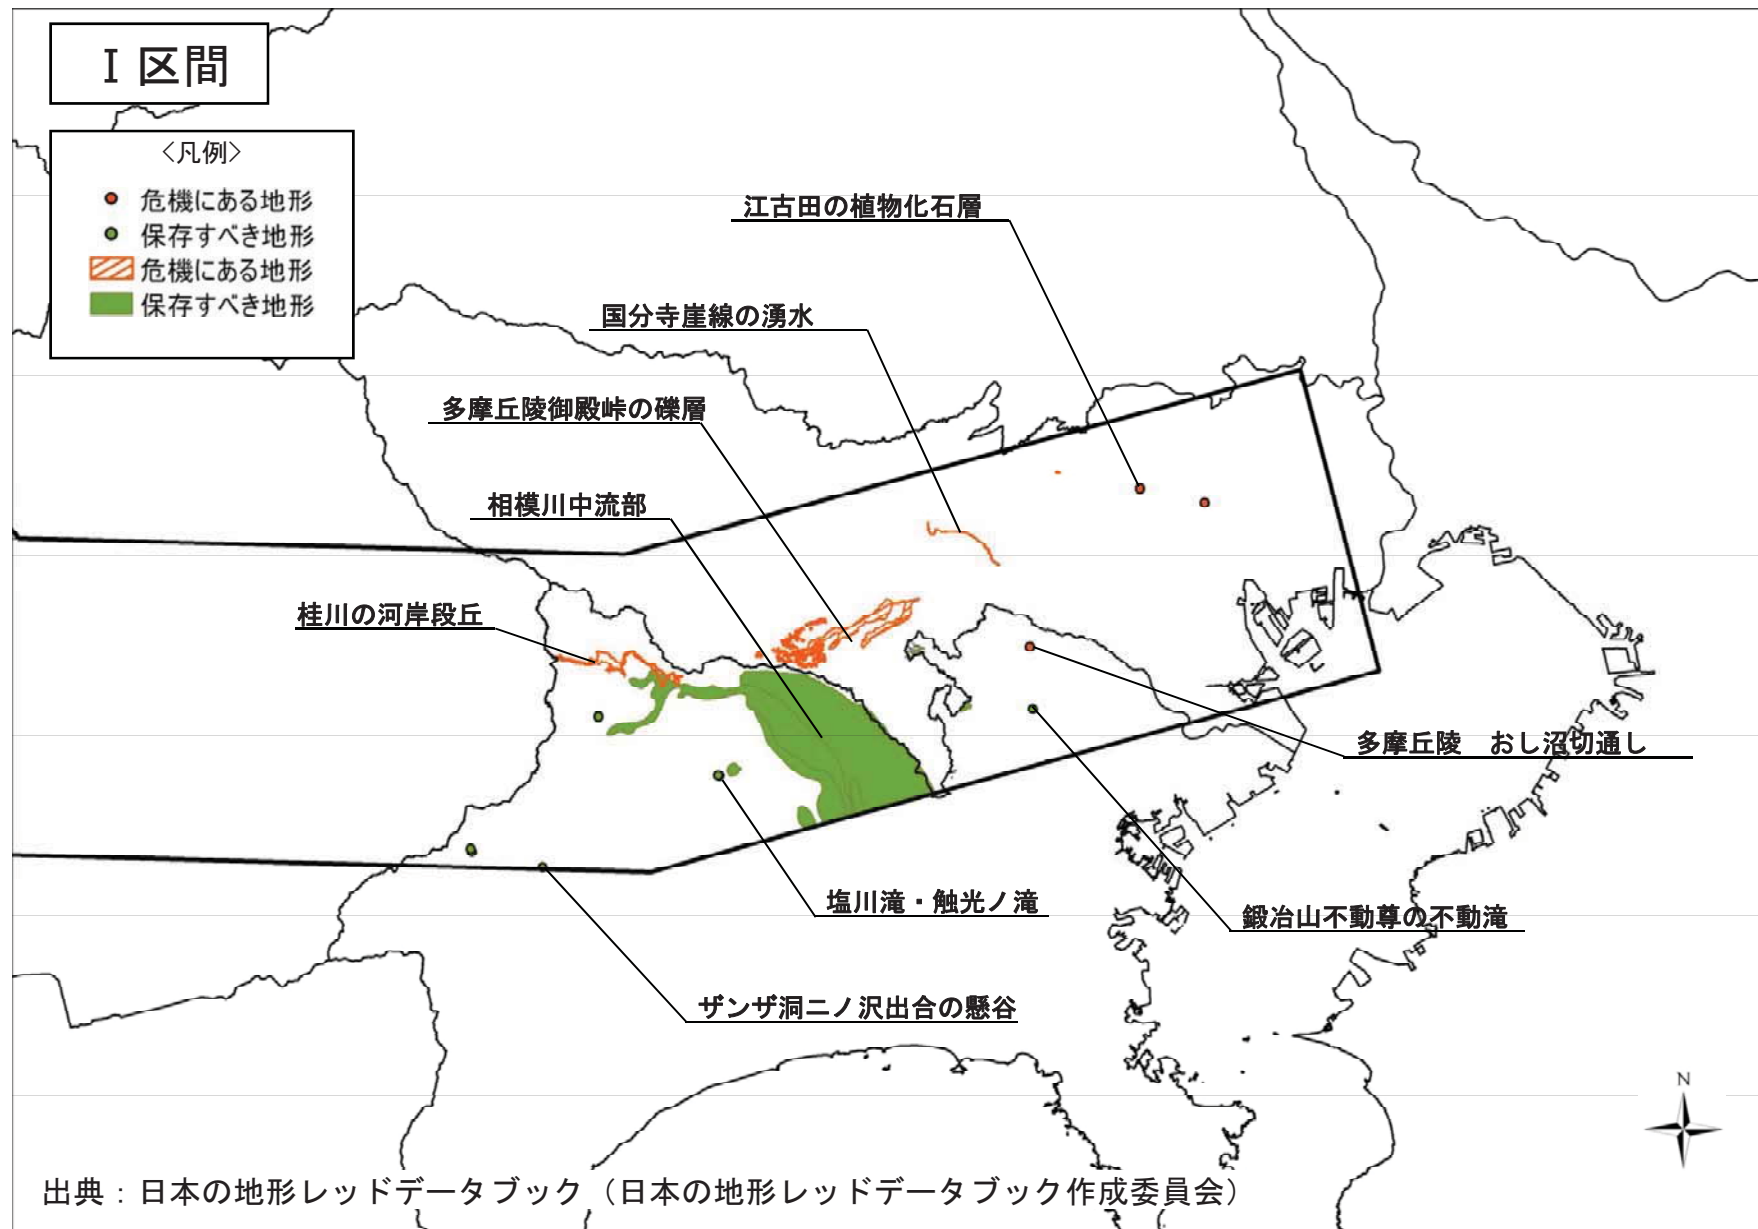 Ⅰ 区間
<凡例>
危機にある地形
保存すべき地形
危機にある地形
保存すべき地形
江古田の植物化石層
国分寺崖線の湧水
多摩丘陵御殿峠の礫層
相模川中流部
桂川の河岸段丘
多摩丘陵　おし沼切通し
塩川滝・触光ノ滝
鍛冶山不動尊の不動滝
ザンザ洞二ノ沢出合の懸谷
N
出典：日本の地形レッドデータブック（日本の地形レッドデータブック作成委員会）